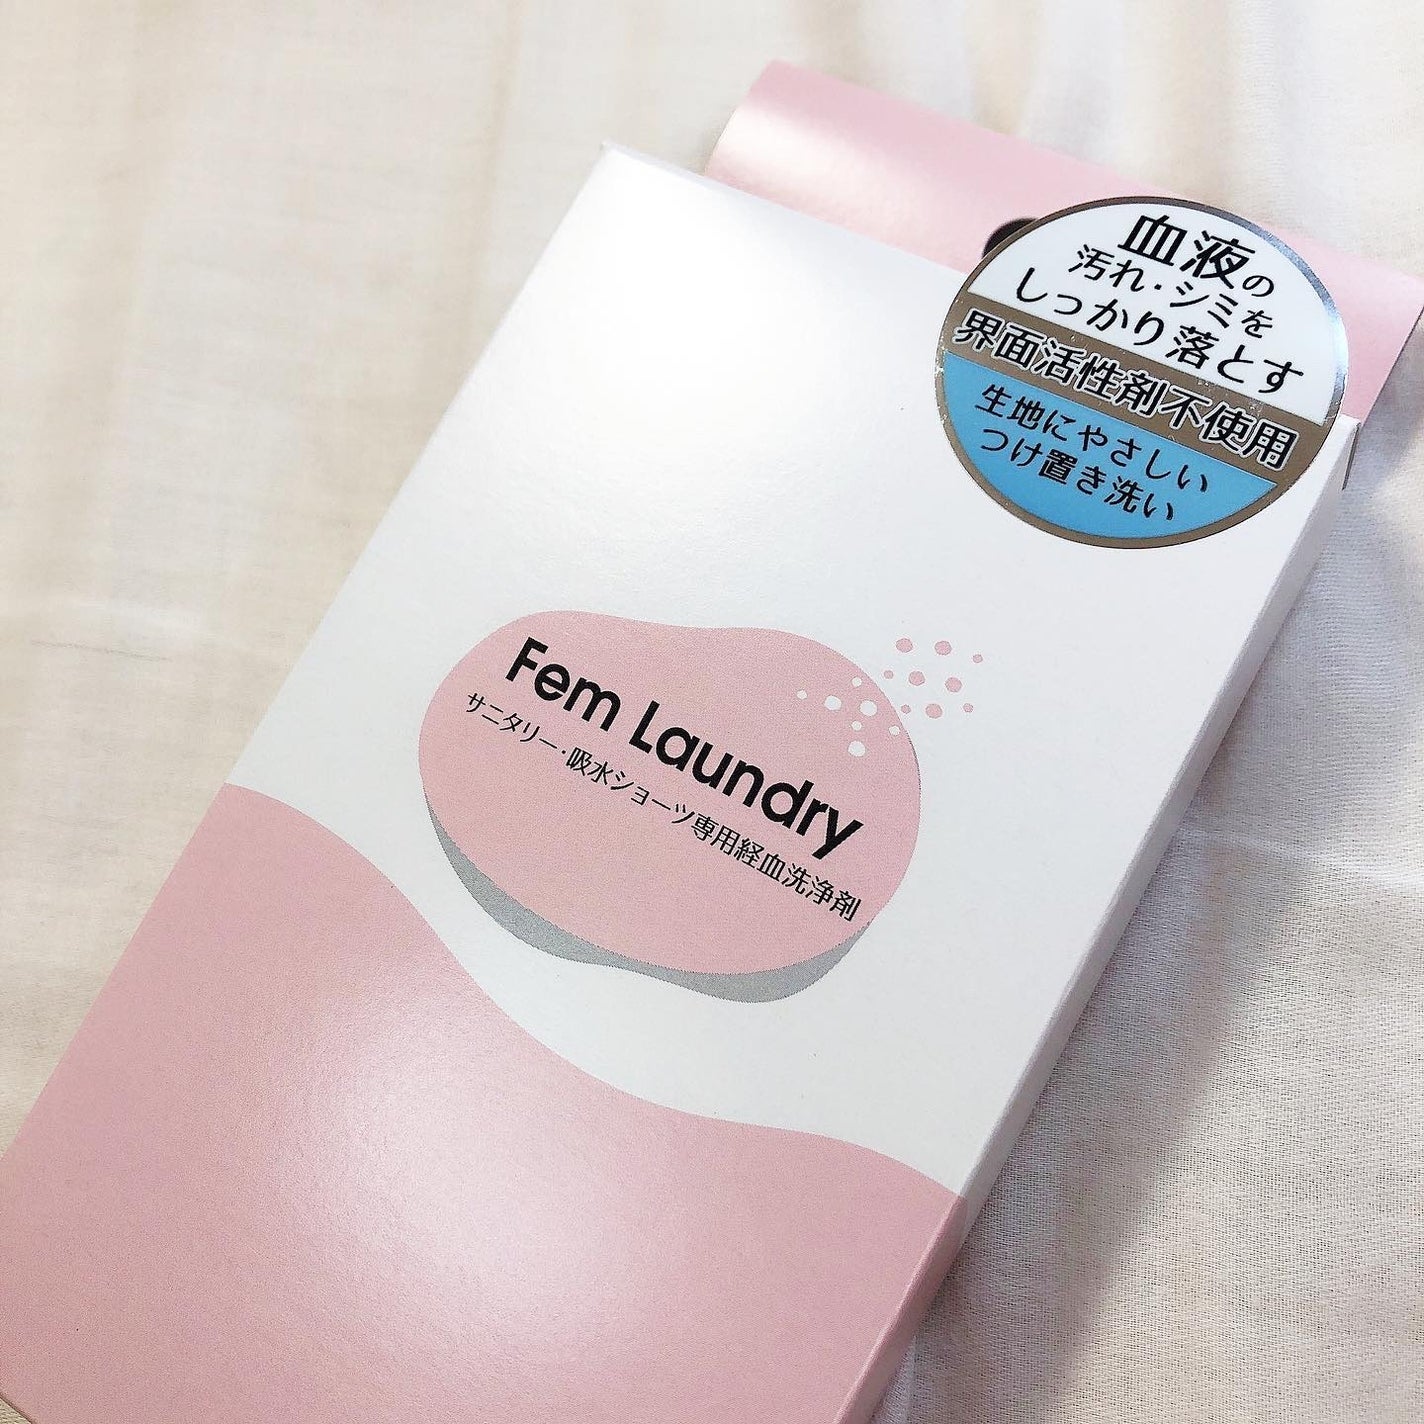 血液の
汚れ・シミを
しっかり落とす
界面活性剤不使用
生地にやさしい
つけ置き洗い
Fem Laundry
サニタリー・吸水ショーツ専用経血洗浄剤